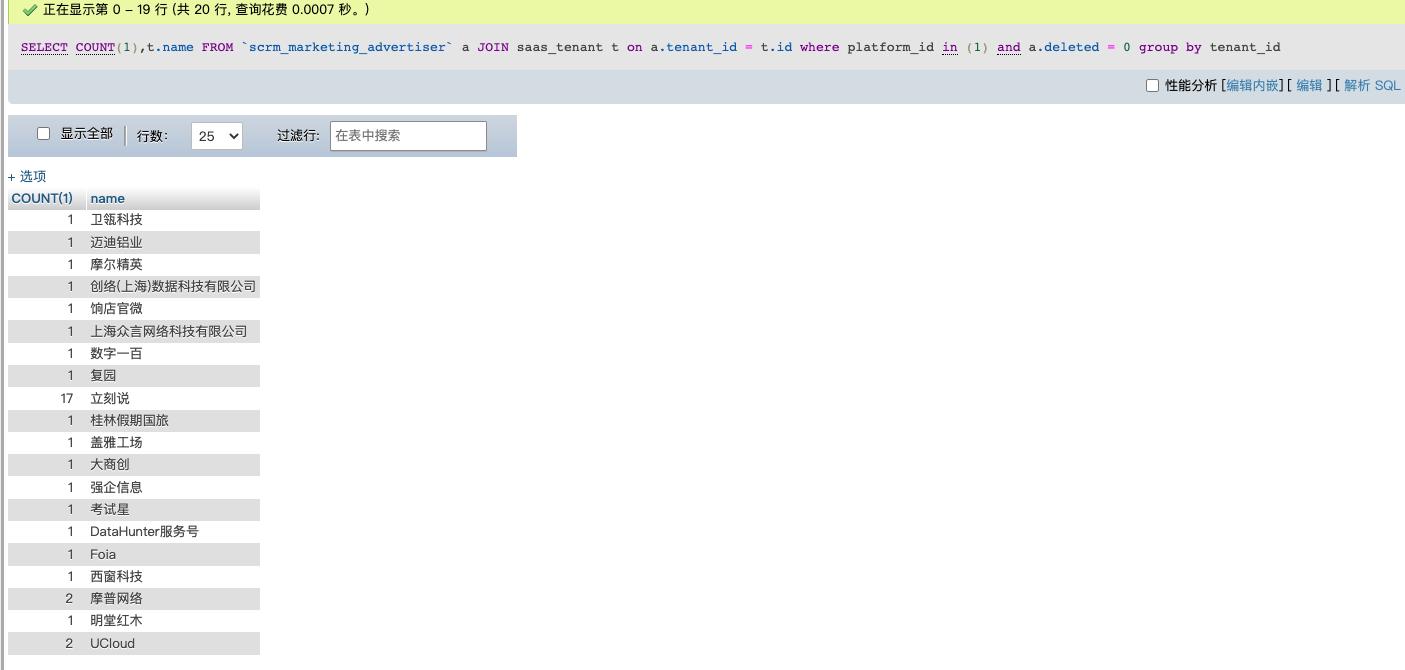 正在显示第 0 - 19 行 (共 20 行, 查询花费 0.0007 秒。)
SELECT COUNT(1),t.name FROM `scrm_marketing_advertiser` a JOIN saas_tenant t on a.tenant_id = t.id where platform_id in (1) and a.deleted = 0 group by tenant_id
性能分析 [编辑内嵌] [ 编辑 ] [ 解析 SQL
显示全部 行数: 25 过滤行: 在表中搜索
+ 选项
COUNT(1) name
1 卫瓴科技
1 迈迪铝业
1 摩尔精英
1 创络(上海)数据科技有限公司
1 饷店官微
1 上海众言网络科技有限公司
1 数字一百
1 复园
17 立刻说
1 桂林假期国旅
1 盖雅工场
1 大商创
1 强企信息
1 考试星
1 DataHunter服务号
1 Foia
1 西窗科技
2 摩普网络
1 明堂红木
2 UCloud